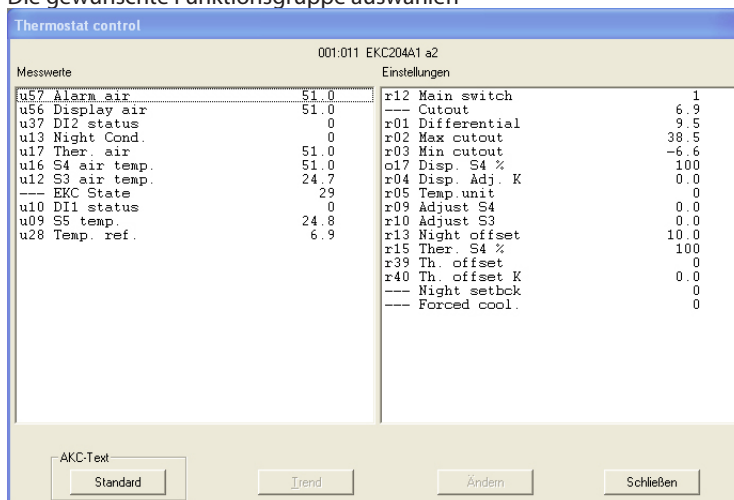 Die gewünschte Funktionsgruppe auswählen
Thermostat control
001:011 EKC204A1 a2
Messwerte
u57 Alarm air 51.0
u56 Display air 51.0
u37 DI2 status 0
u13 Night Cond. 0
u17 Ther. air 51.0
u16 S4 air temp. 51.0
u12 S3 air temp. 24.7
--- EKC State 29
u10 DI1 status 0
u09 S5 temp. 24.8
u28 Temp. ref. 6.9
Einstellungen
r12 Main switch 1
--- Cutout 6.9
r01 Differential 9.5
r02 Max cutout 38.5
r03 Min cutout -6.6
o17 Disp. S4 % 100
r04 Disp. Adj. K 0.0
r05 Temp.unit 0
r09 Adjust S4 0.0
r10 Adjust S3 0.0
r13 Night offset 10.0
r15 Ther. S4 % 100
r39 Th. offset 0
r40 Th. offset K 0.0
--- Night setbck 0
--- Forced cool. 0
AKC-Text
Standard
Trend
Ändern
Schließen